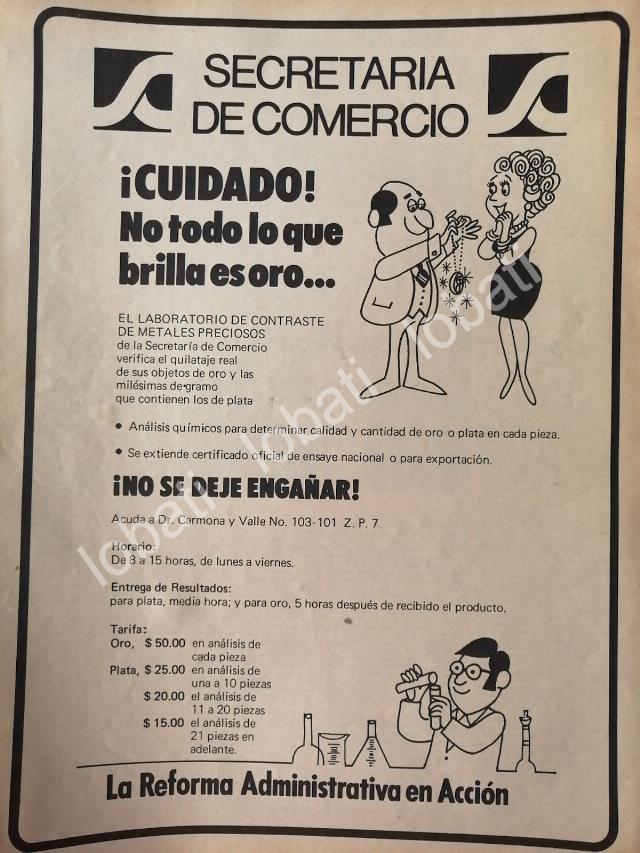 SECRETARIA
DE COMERCIO
¡CUIDADO!
No todo lo que
brilla es oro...
EL LABORATORIO DE CONTRASTE
DE METALES PRECIOSOS
de la Secretaría de Comercio
verifica el quilataje real
de sus objetos de oro y las
milésimas de gramo
que contienen los de plata
• Análisis químicos para determinar calidad y cantidad de oro o plata en cada pieza.
• Se extiende certificado oficial de ensaye nacional o para exportación.
¡NO SE DEJE ENGAÑAR!
Acuda a Dr. Carmona y Valle No. 103-101 Z. P. 7
Horario:
De 8 a 15 horas, de lunes a viernes.
Entrega de Resultados:
para plata, media hora; y para oro, 5 horas después de recibido el producto.
Tarifa:
Oro, $ 50.00 en análisis de
cada pieza
Plata, $ 25.00 en análisis de
una a 10 piezas
$ 20.00 el análisis de
11 a 20 piezas
$ 15.00 el análisis de
21 piezas en
adelante.
La Reforma Administrativa en Acción
lobati lobati lobati lobati